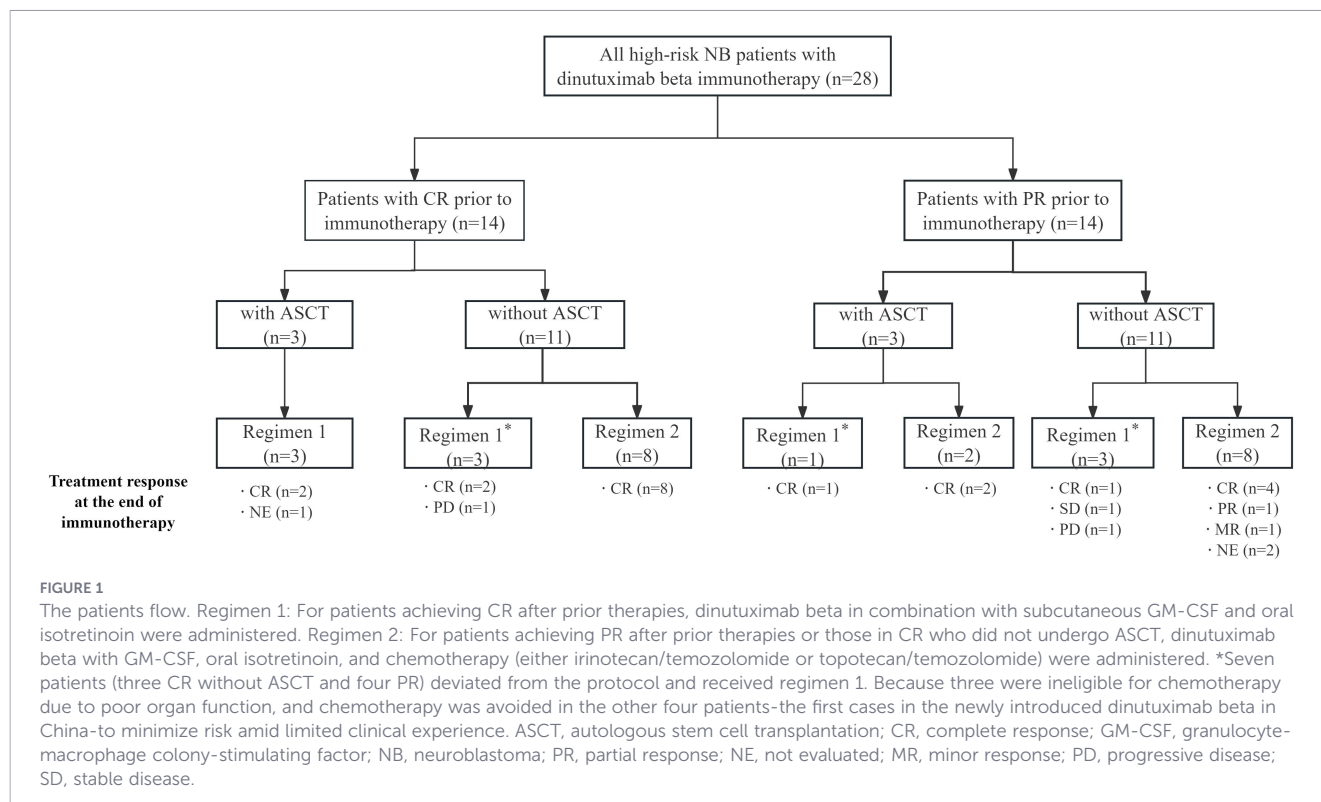 All high-risk NB patients with
dinutuximab beta immunotherapy (n=28)
Patients with CR prior to
immunotherapy (n=14)
Patients with PR prior to
immunotherapy (n=14)
with ASCT
(n=3)
without ASCT
(n=11)
with ASCT
(n=3)
without ASCT
(n=11)
Regimen 1
(n=3)
Regimen 1*
(n=3)
Regimen 2
(n=8)
Regimen 1*
(n=1)
Regimen 2
(n=2)
Regimen 1*
(n=3)
Regimen 2
(n=8)
Treatment response
at the end of
immunotherapy
· CR (n=2)
· NE (n=1)
· CR (n=2)
· PD (n=1)
· CR (n=8)
· CR (n=1)
· CR (n=2)
· CR (n=1)
· SD (n=1)
· PD (n=1)
· CR (n=4)
· PR (n=1)
· MR (n=1)
· NE (n=2)
FIGURE 1
The patients flow. Regimen 1: For patients achieving CR after prior therapies, dinutuximab beta in combination with subcutaneous GM-CSF and oral
isotretinoin were administered. Regimen 2: For patients achieving PR after prior therapies or those in CR who did not undergo ASCT, dinutuximab
beta with GM-CSF, oral isotretinoin, and chemotherapy (either irinotecan/temozolomide or topotecan/temozolomide) were administered. *Seven
patients (three CR without ASCT and four PR) deviated from the protocol and received regimen 1. Because three were ineligible for chemotherapy
due to poor organ function, and chemotherapy was avoided in the other four patients-the first cases in the newly introduced dinutuximab beta in
China-to minimize risk amid limited clinical experience. ASCT, autologous stem cell transplantation; CR, complete response; GM-CSF, granulocyte-
macrophage colony-stimulating factor; NB, neuroblastoma; PR, partial response; NE, not evaluated; MR, minor response; PD, progressive disease;
SD, stable disease.